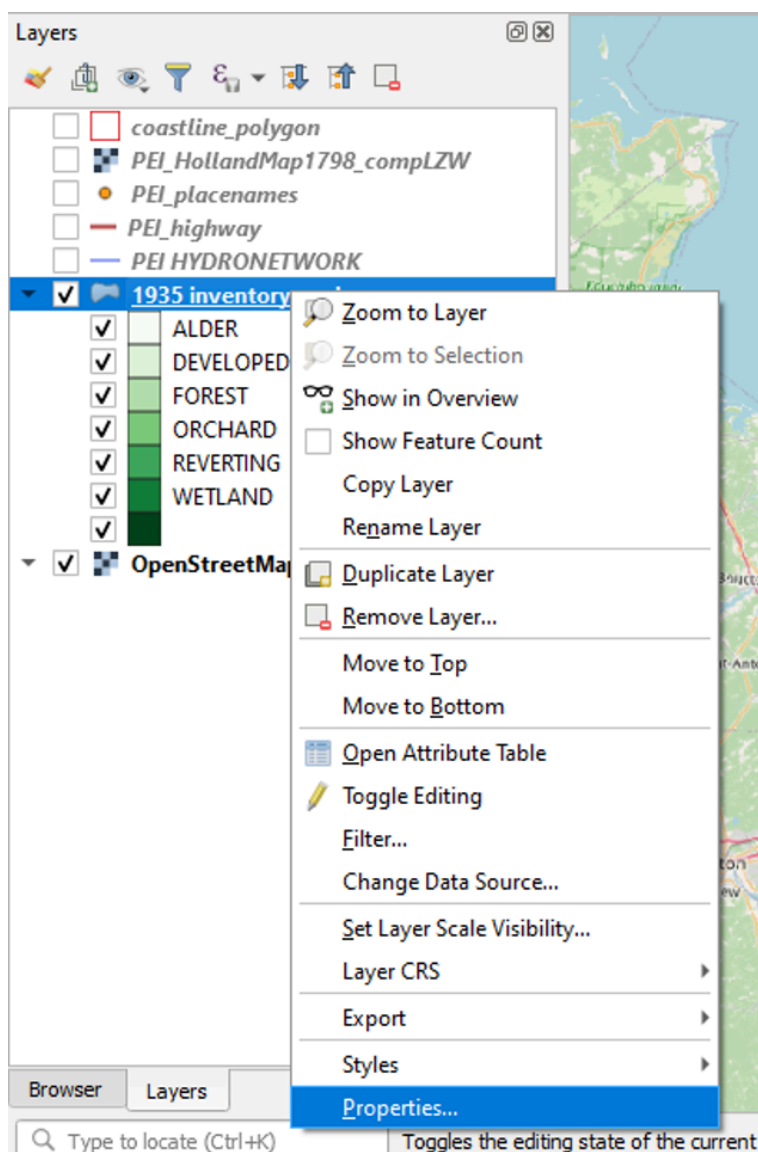 Layers
coastline_polygon
PEI_HollandMap1798_compLZW
PEI_placenames
PEI_highway
PEI HYDRONETWORK
1935 inventory
ALDER
DEVELOPED
FOREST
ORCHARD
REVERTING
WETLAND
OpenStreetMap
Zoom to Layer
Zoom to Selection
Show in Overview
Show Feature Count
Copy Layer
Rename Layer
Duplicate Layer
Remove Layer...
Move to Top
Move to Bottom
Open Attribute Table
Toggle Editing
Filter...
Change Data Source...
Set Layer Scale Visibility...
Layer CRS
Export
Styles
Properties...
Browser
Layers
Type to locate (Ctrl+K)
Toggles the editing state of the current